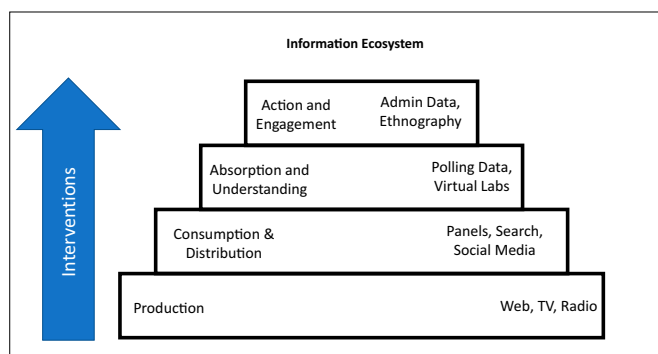 Information Ecosystem
Interventions
Action and
Engagement
Admin Data,
Ethnography
Absorption and
Understanding
Polling Data,
Virtual Labs
Consumption &
Distribution
Panels, Search,
Social Media
Production
Web, TV, Radio